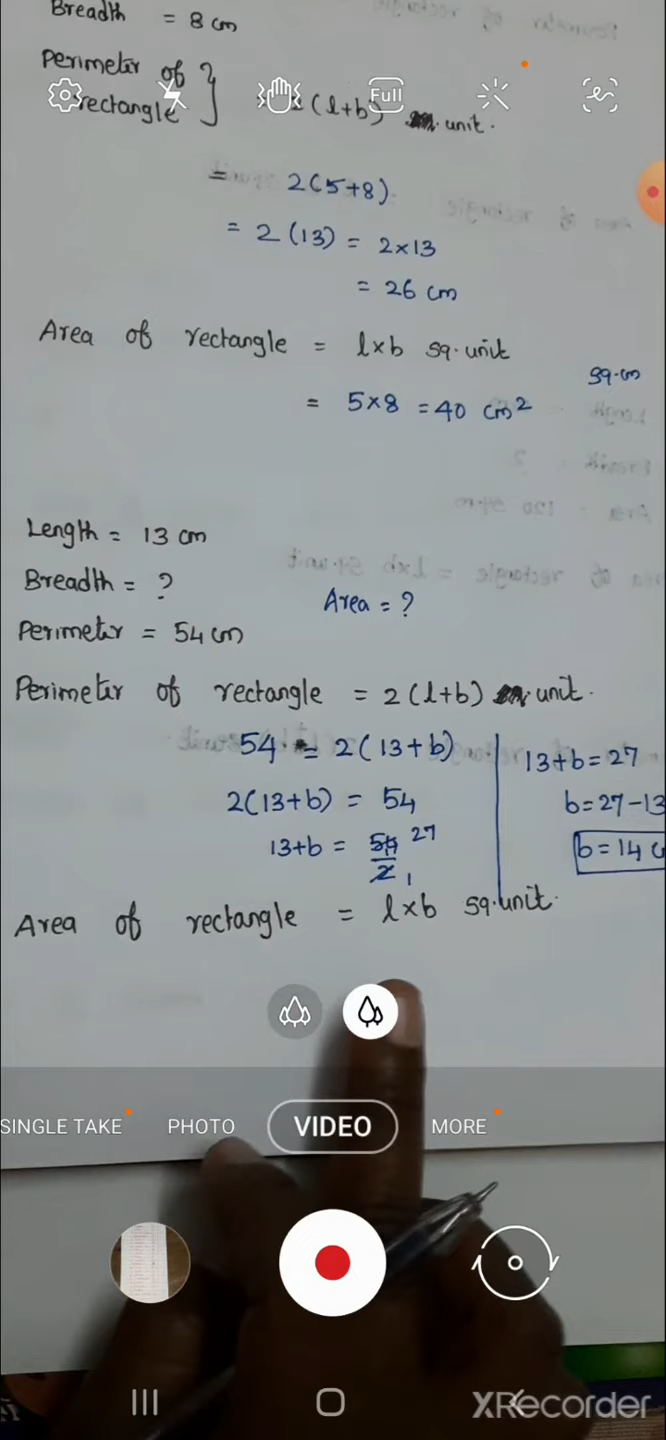 Breadth = 8 cm
Perimeter of
rectangle } (l+b) unit.
Full
= 2(5+8)
= 2(13) = 2×13
= 26 cm
Area of rectangle = l×b sq.unit
sq.cm
= 5×8 = 40 cm²
Length = 13 cm
Breadth = ?
Area = ?
Perimeter = 54 cm
Perimeter of rectangle = 2(l+b) unit.
54 = 2(13+b)
2(13+b) = 54
13+b = 54/2 27 1
13+b = 27
b = 27-13
b = 14 c
Area of rectangle = l×b sq.unit.
SINGLE TAKE PHOTO VIDEO MORE
XRecorder